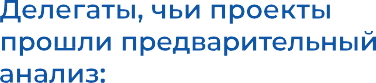 Делегаты, чьи проекты
прошли предварительный
анализ: